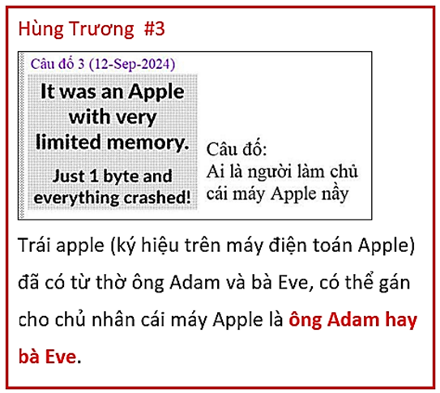 Hùng Trương #3
Câu đố 3 (12-Sep-2024)
It was an Apple
with very
limited memory.
Just 1 byte and
everything crashed!
Câu đố:
Ai là người làm chủ
cái máy Apple nầy
Trái apple (ký hiệu trên máy điện toán Apple)
đã có từ thờ ông Adam và bà Eve, có thể gán
cho chủ nhân cái máy Apple là ông Adam hay
bà Eve.